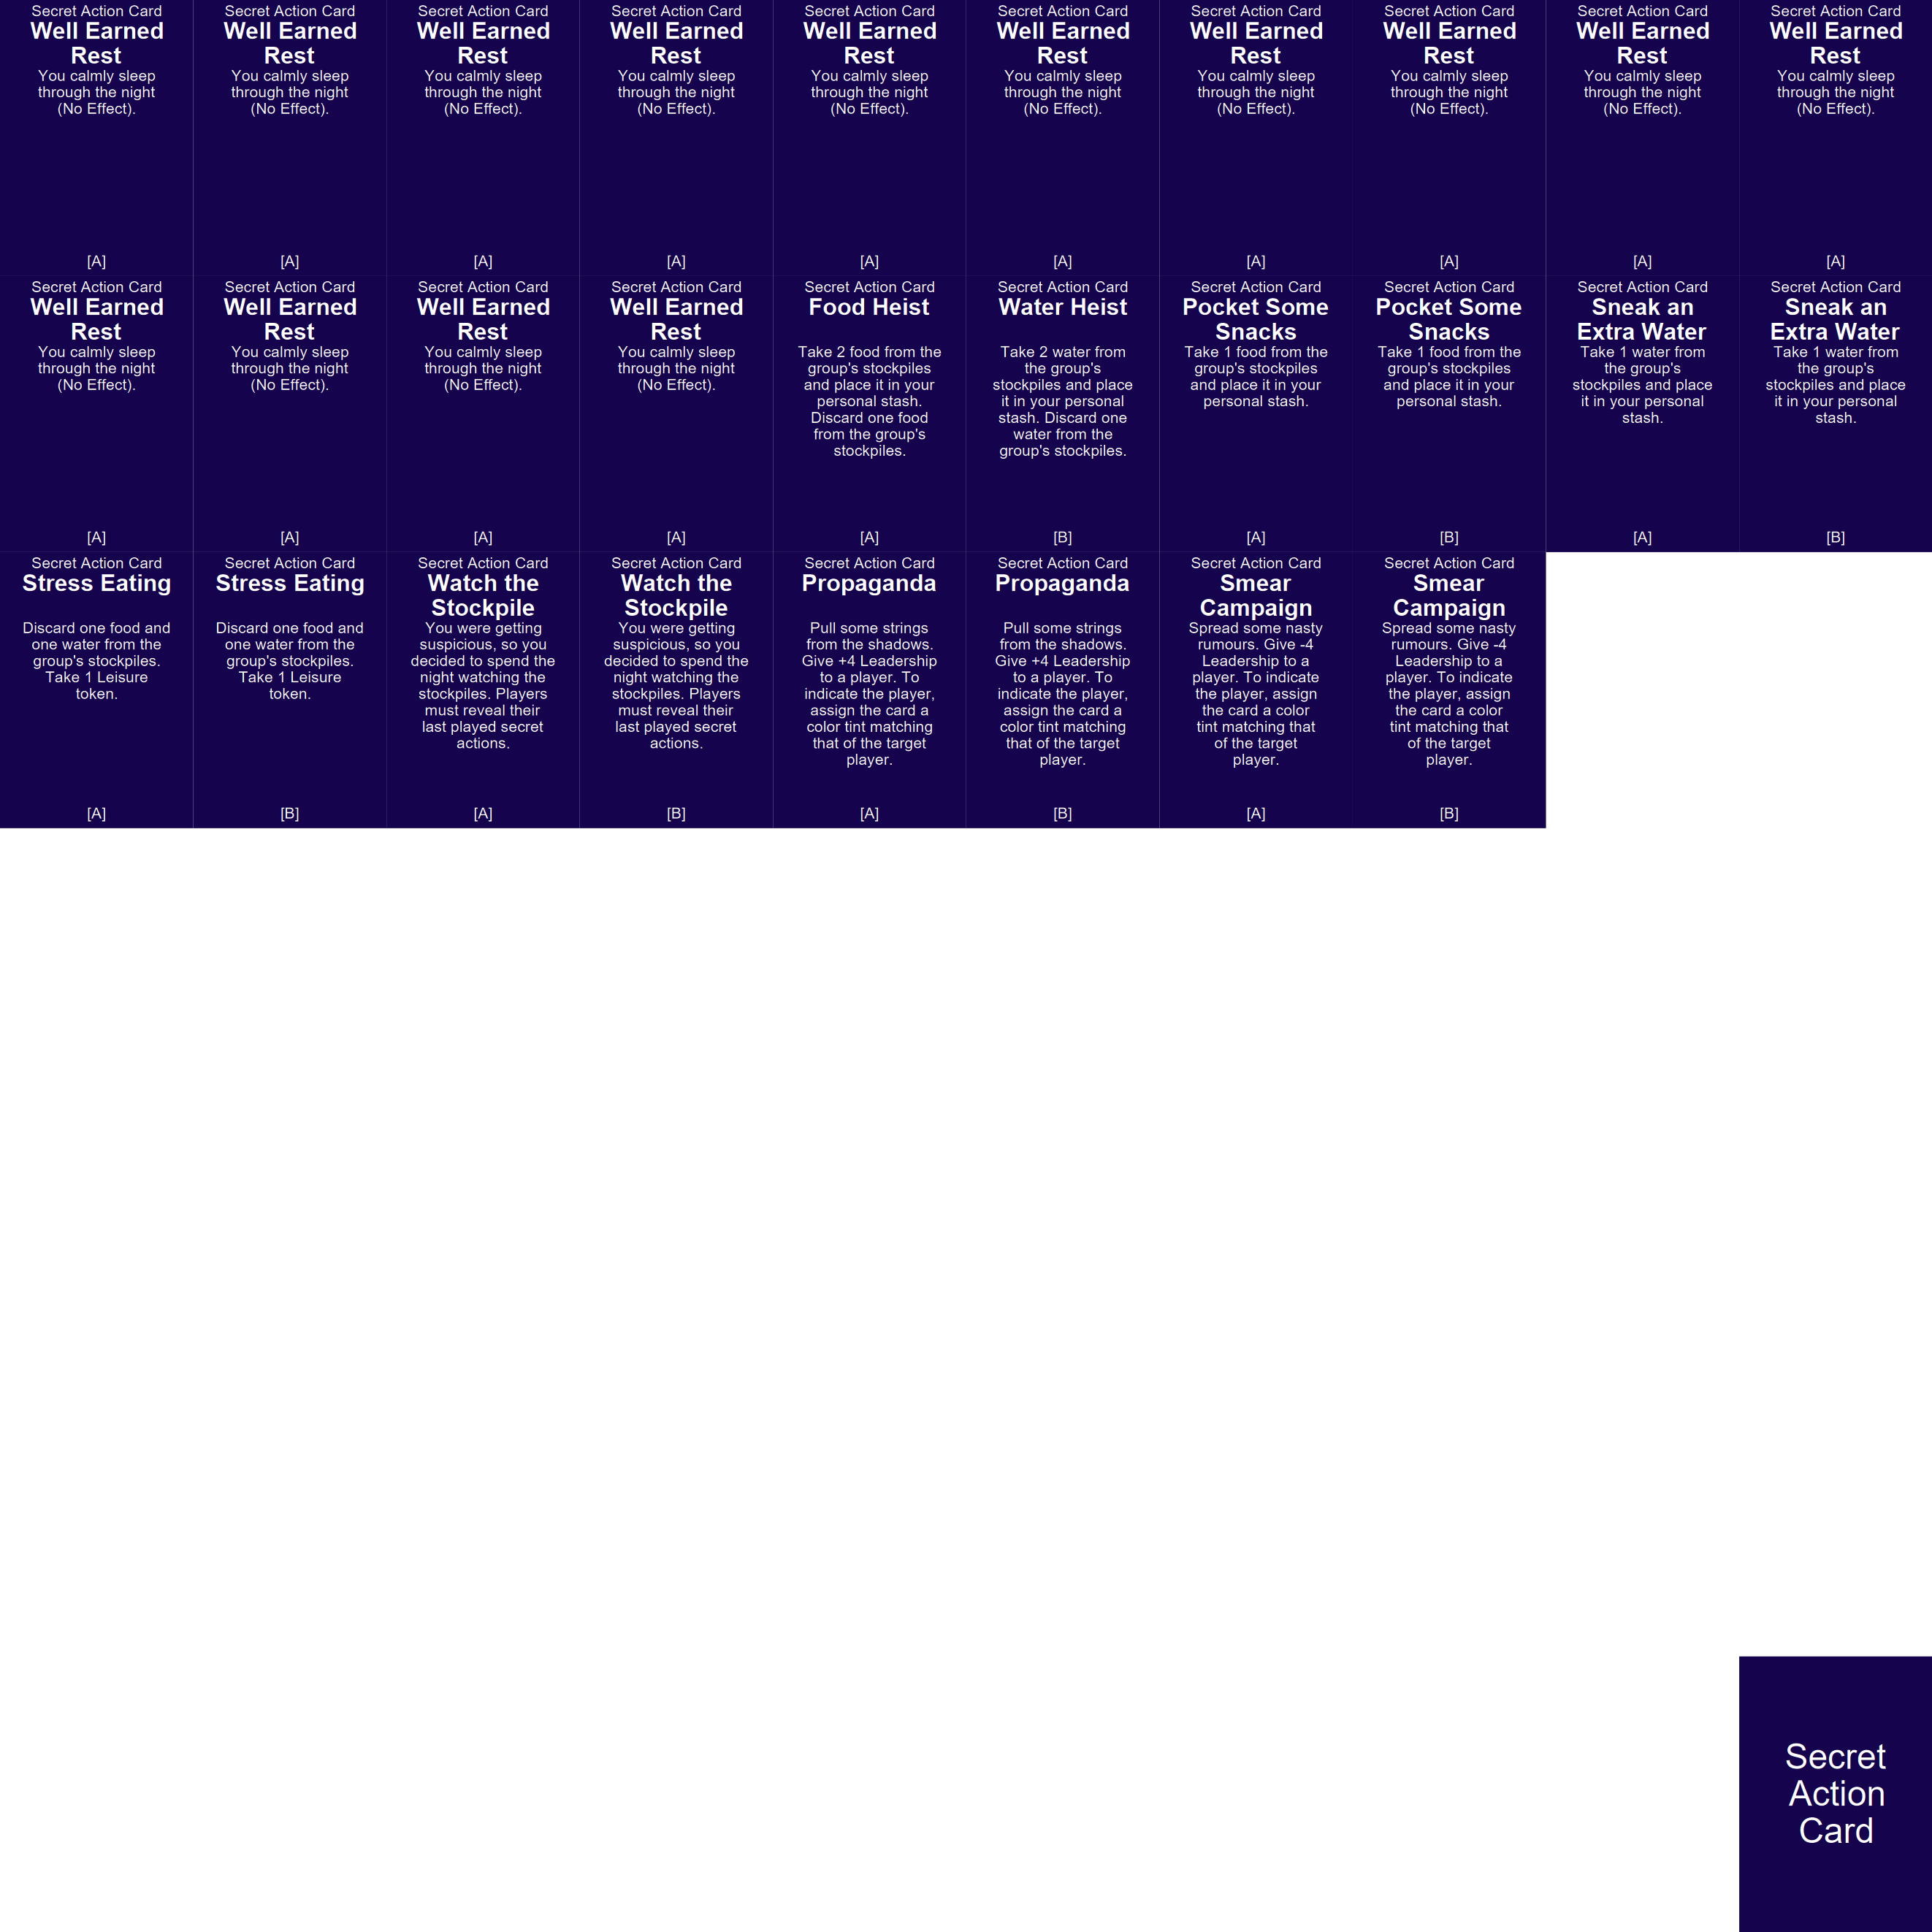 Secret Action Card
Well Earned
Rest
You calmly sleep
through the night
(No Effect).
[A]
Secret Action Card
Well Earned
Rest
You calmly sleep
through the night
(No Effect).
[A]
Secret Action Card
Well Earned
Rest
You calmly sleep
through the night
(No Effect).
[A]
Secret Action Card
Well Earned
Rest
You calmly sleep
through the night
(No Effect).
[A]
Secret Action Card
Well Earned
Rest
You calmly sleep
through the night
(No Effect).
[A]
Secret Action Card
Well Earned
Rest
You calmly sleep
through the night
(No Effect).
[A]
Secret Action Card
Well Earned
Rest
You calmly sleep
through the night
(No Effect).
[A]
Secret Action Card
Well Earned
Rest
You calmly sleep
through the night
(No Effect).
[A]
Secret Action Card
Well Earned
Rest
You calmly sleep
through the night
(No Effect).
[A]
Secret Action Card
Well Earned
Rest
You calmly sleep
through the night
(No Effect).
[A]
Secret Action Card
Well Earned
Rest
You calmly sleep
through the night
(No Effect).
[A]
Secret Action Card
Well Earned
Rest
You calmly sleep
through the night
(No Effect).
[A]
Secret Action Card
Well Earned
Rest
You calmly sleep
through the night
(No Effect).
[A]
Secret Action Card
Well Earned
Rest
You calmly sleep
through the night
(No Effect).
[A]
Secret Action Card
Food Heist
Take 2 food from the
group's stockpiles
and place it in your
personal stash.
Discard one food
from the group's
stockpiles.
[A]
Secret Action Card
Water Heist
Take 2 water from
the group's
stockpiles and place
it in your personal
stash. Discard one
water from the
group's stockpiles.
[B]
Secret Action Card
Pocket Some
Snacks
Take 1 food from the
group's stockpiles
and place it in your
personal stash.
[A]
Secret Action Card
Pocket Some
Snacks
Take 1 food from the
group's stockpiles
and place it in your
personal stash.
[B]
Secret Action Card
Sneak an
Extra Water
Take 1 water from
the group's
stockpiles and place
it in your personal
stash.
[A]
Secret Action Card
Sneak an
Extra Water
Take 1 water from
the group's
stockpiles and place
it in your personal
stash.
[B]
Secret Action Card
Stress Eating
Discard one food and
one water from the
group's stockpiles.
Take 1 Leisure
token.
[A]
Secret Action Card
Stress Eating
Discard one food and
one water from the
group's stockpiles.
Take 1 Leisure
token.
[B]
Secret Action Card
Watch the
Stockpile
You were getting
suspicious, so you
decided to spend the
night watching the
stockpiles. Players
must reveal their
last played secret
actions.
[A]
Secret Action Card
Watch the
Stockpile
You were getting
suspicious, so you
decided to spend the
night watching the
stockpiles. Players
must reveal their
last played secret
actions.
[B]
Secret Action Card
Propaganda
Pull some strings
from the shadows.
Give +4 Leadership
to a player. To
indicate the player,
assign the card a
color tint matching
that of the target
player.
[A]
Secret Action Card
Propaganda
Pull some strings
from the shadows.
Give +4 Leadership
to a player. To
indicate the player,
assign the card a
color tint matching
that of the target
player.
[B]
Secret Action Card
Smear
Campaign
Spread some nasty
rumours. Give -4
Leadership to a
player. To indicate
the player, assign
the card a color
tint matching that
of the target
player.
[A]
Secret Action Card
Smear
Campaign
Spread some nasty
rumours. Give -4
Leadership to a
player. To indicate
the player, assign
the card a color
tint matching that
of the target
player.
[B]
Secret
Action
Card